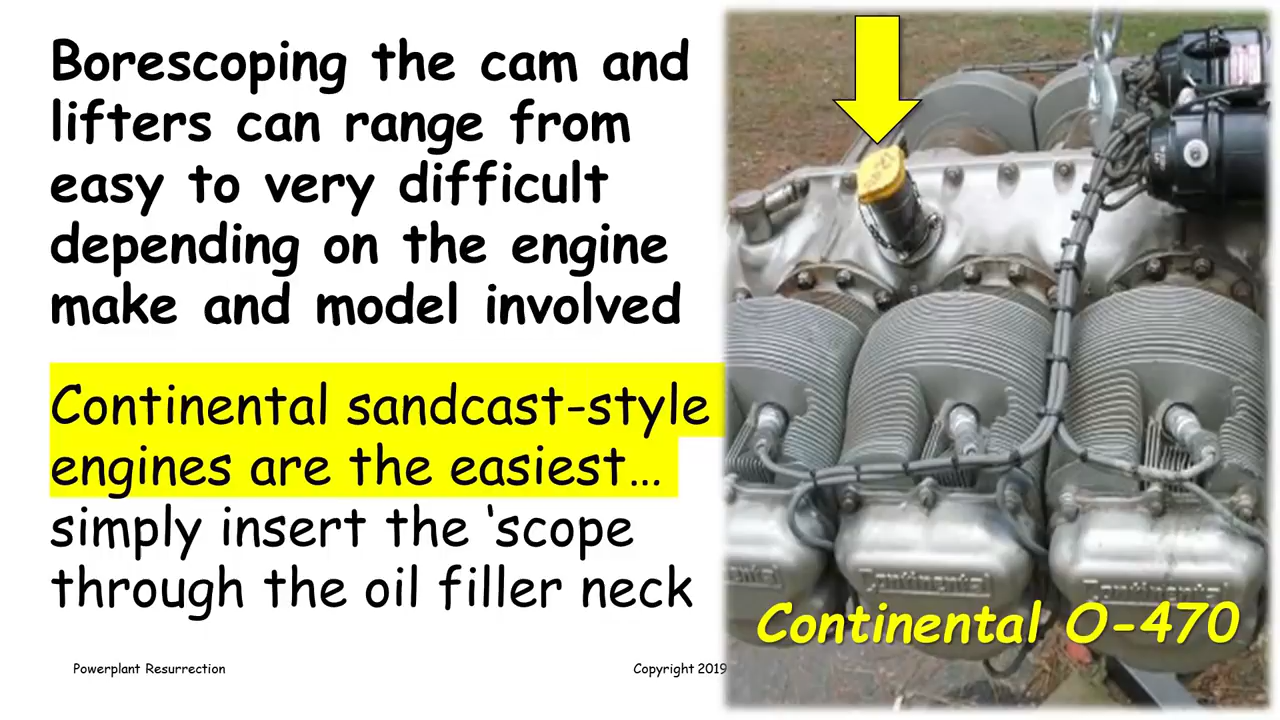 Borescoping the cam and
lifters can range from
easy to very difficult
depending on the engine
make and model involved
Continental sandcast-style
engines are the easiest…
simply insert the ‘scope
through the oil filler neck
Continental
Continental
Continental O-470
Powerplant Resurrection
Copyright 2019